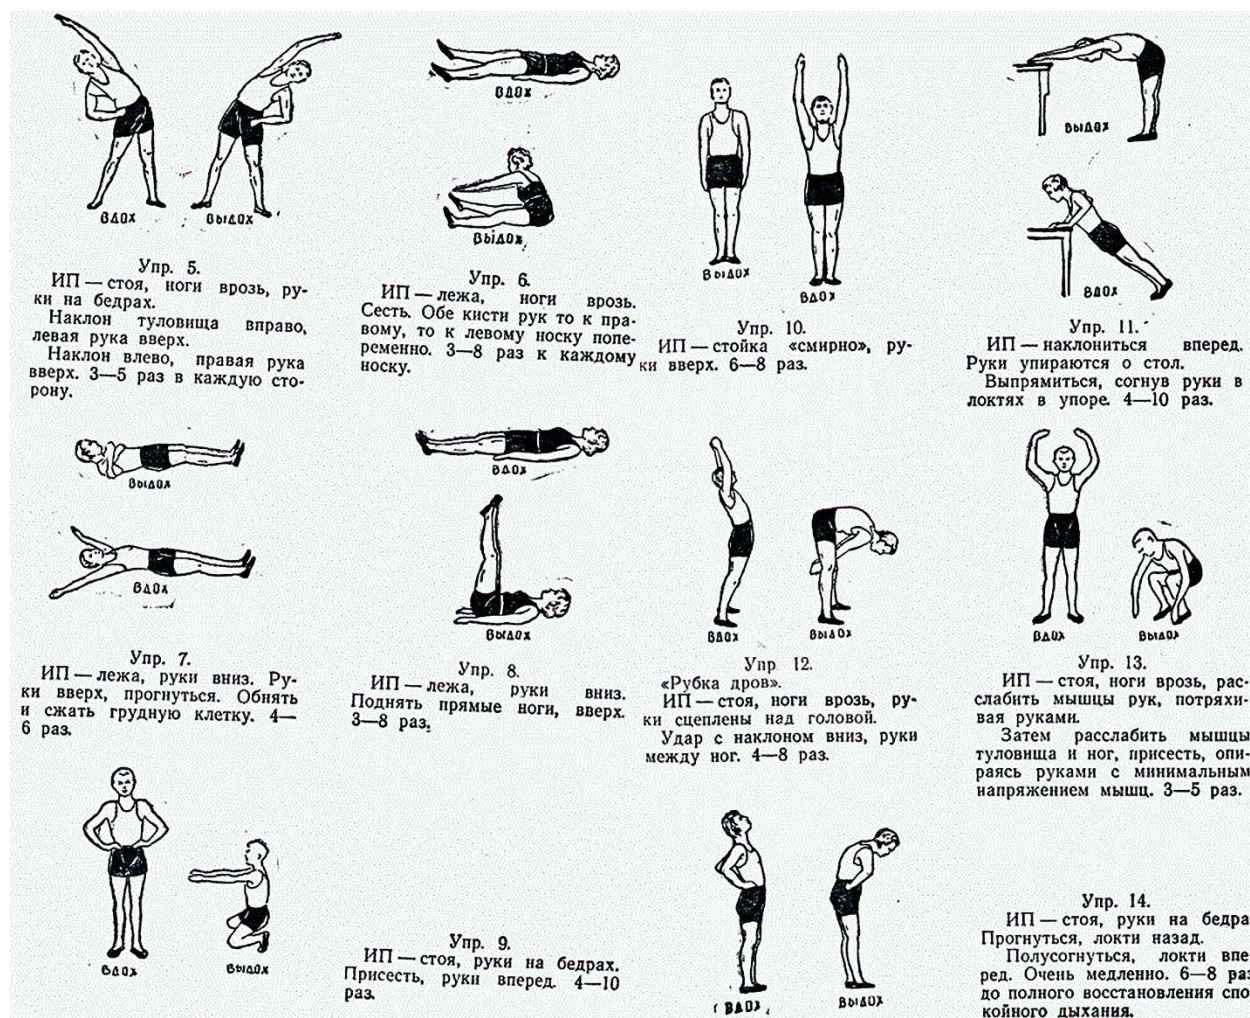 ВДОХ ВЫДОХ
Упр. 5.
ИП — стоя, ноги врозь, ру-
ки на бедрах.
Наклон туловища вправо,
левая рука вверх.
Наклон влево, правая рука
вверх. 3—5 раз в каждую сто-
рону.
ВДОХ
ВЫДОХ
Упр. 6.
ИП — лежа, ноги врозь.
Сесть. Обе кисти рук то к пра-
вому, то к левому носку попе-
ременно. 3—8 раз к каждому
носку.
ВЫДОХ
ВДОХ
Упр. 10.
ИП — стойка «смирно», ру-
ки вверх. 6—8 раз.
ВЫДОХ
ВДОХ
Упр. 11.
ИП — наклониться вперед.
Руки упираются о стол.
Выпрямиться, согнув руки в
локтях в упоре. 4—10 раз.
ВЫДОХ
ВДОХ
Упр. 7.
ИП — лежа, руки вниз. Ру-
ки вверх, прогнуться. Обнять
и сжать грудную клетку. 4—
6 раз.
ВДОХ
ВЫДОХ
Упр. 8.
ИП — лежа, руки вниз.
Поднять прямые ноги, вверх.
3—8 раз.
ВДОХ ВЫДОХ
Упр 12.
«Рубка дров».
ИП — стоя, ноги врозь, ру-
ки сцеплены над головой.
Удар с наклоном вниз, руки
между ног. 4—8 раз.
ВДОХ ВЫДОХ
Упр. 13.
ИП — стоя, ноги врозь, рас-
слабить мышцы рук, потряхи-
вая руками.
Затем расслабить мышцы
туловища и ног, присесть, опи-
раясь руками с минимальным
напряжением мышц. 3—5 раз.
ВДОХ ВЫДОХ
Упр. 9.
ИП — стоя, руки на бедрах.
Присесть, руки вперед. 4—10
раз.
ВДОХ ВЫДОХ
Упр. 14.
ИП — стоя, руки на бедра
Прогнуться, локти назад.
Полусогнуться, локти впе
ред. Очень медленно. 6—8 раз
до полного восстановления спо
койного дыхания.